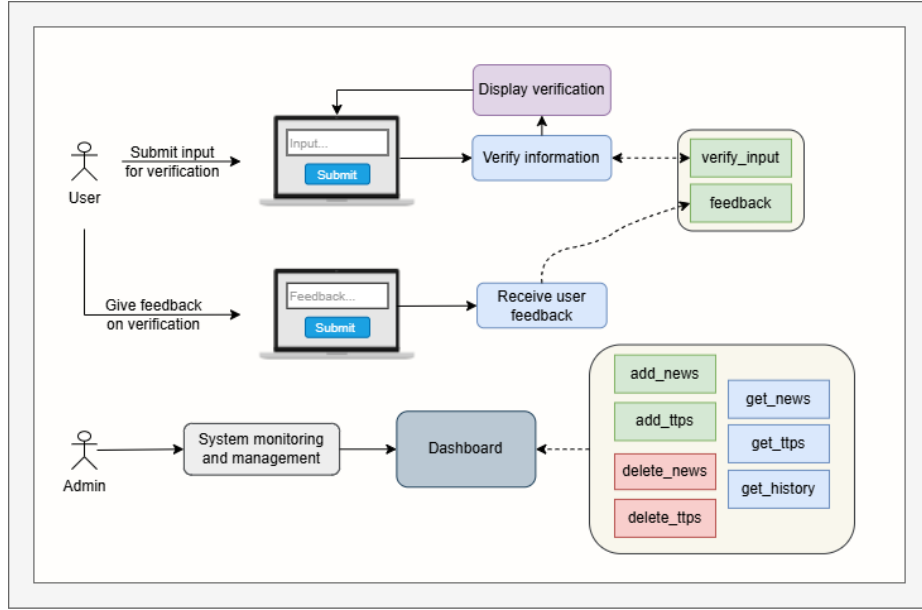 Display verification
Submit input
for verification
User
Input...
Submit
Verify information
verify_input
feedback
Give feedback
on verification
Feedback...
Submit
Receive user
feedback
Admin
System monitoring
and management
Dashboard
add_news
add_ttps
delete_news
delete_ttps
get_news
get_ttps
get_history